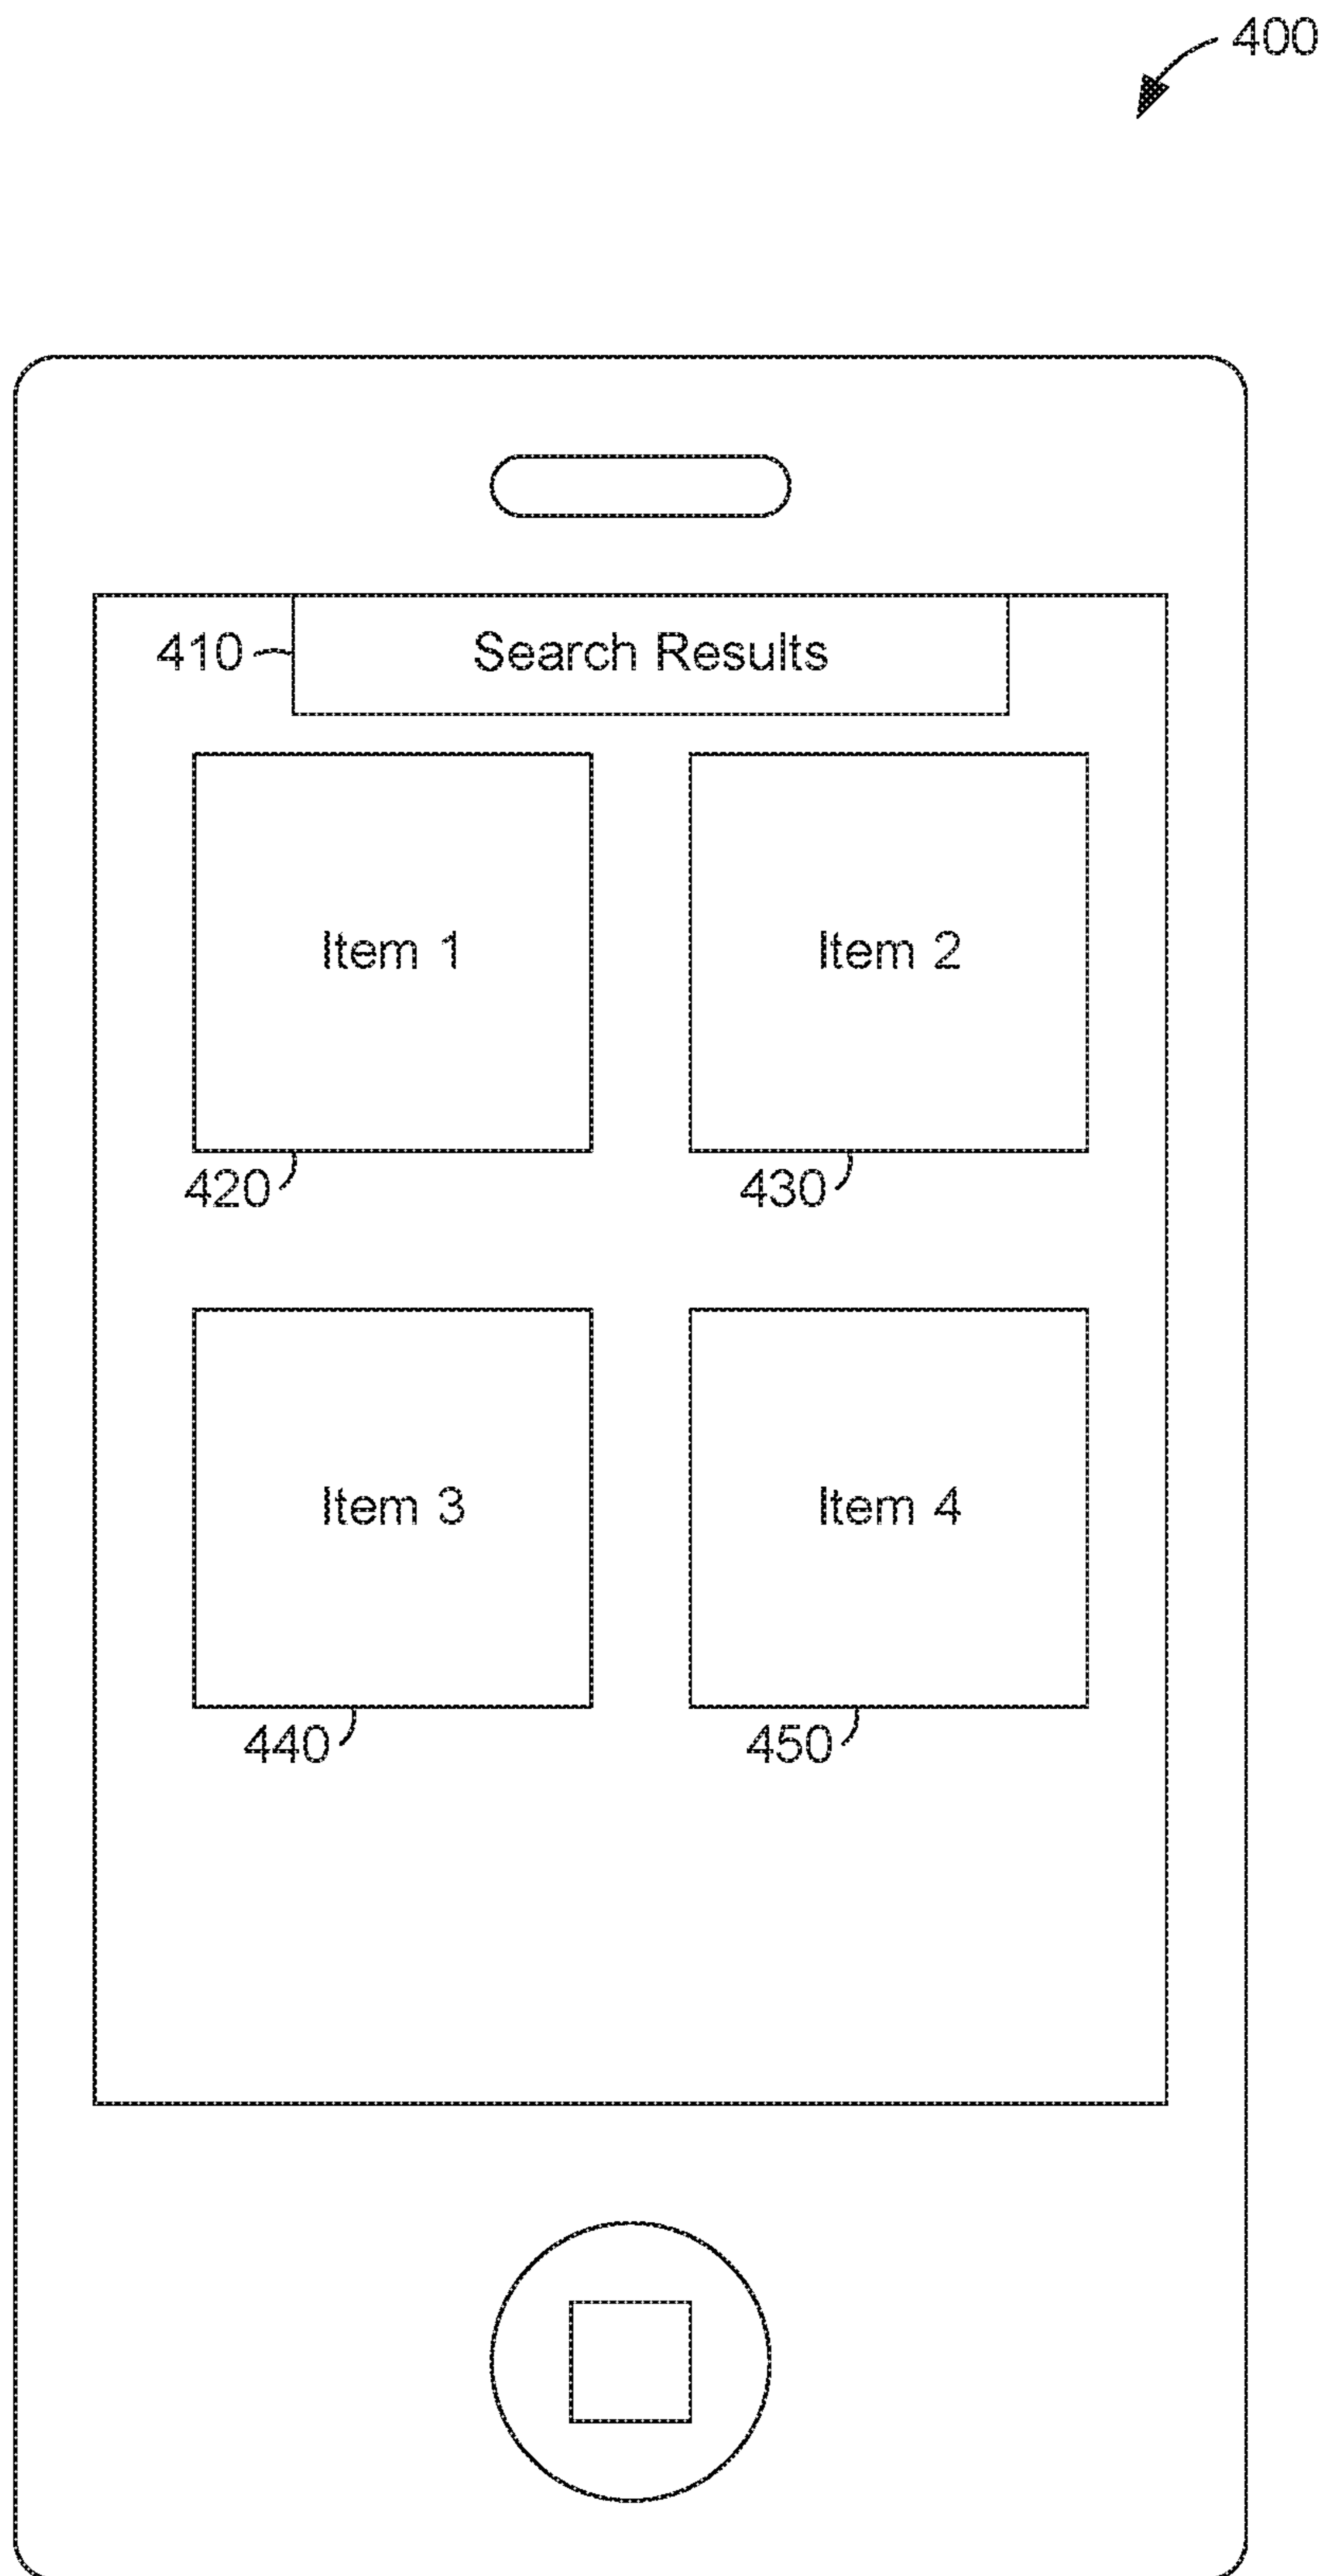 400
410 Search Results
Item 1 Item 2
420 430
Item 3 Item 4
440 450